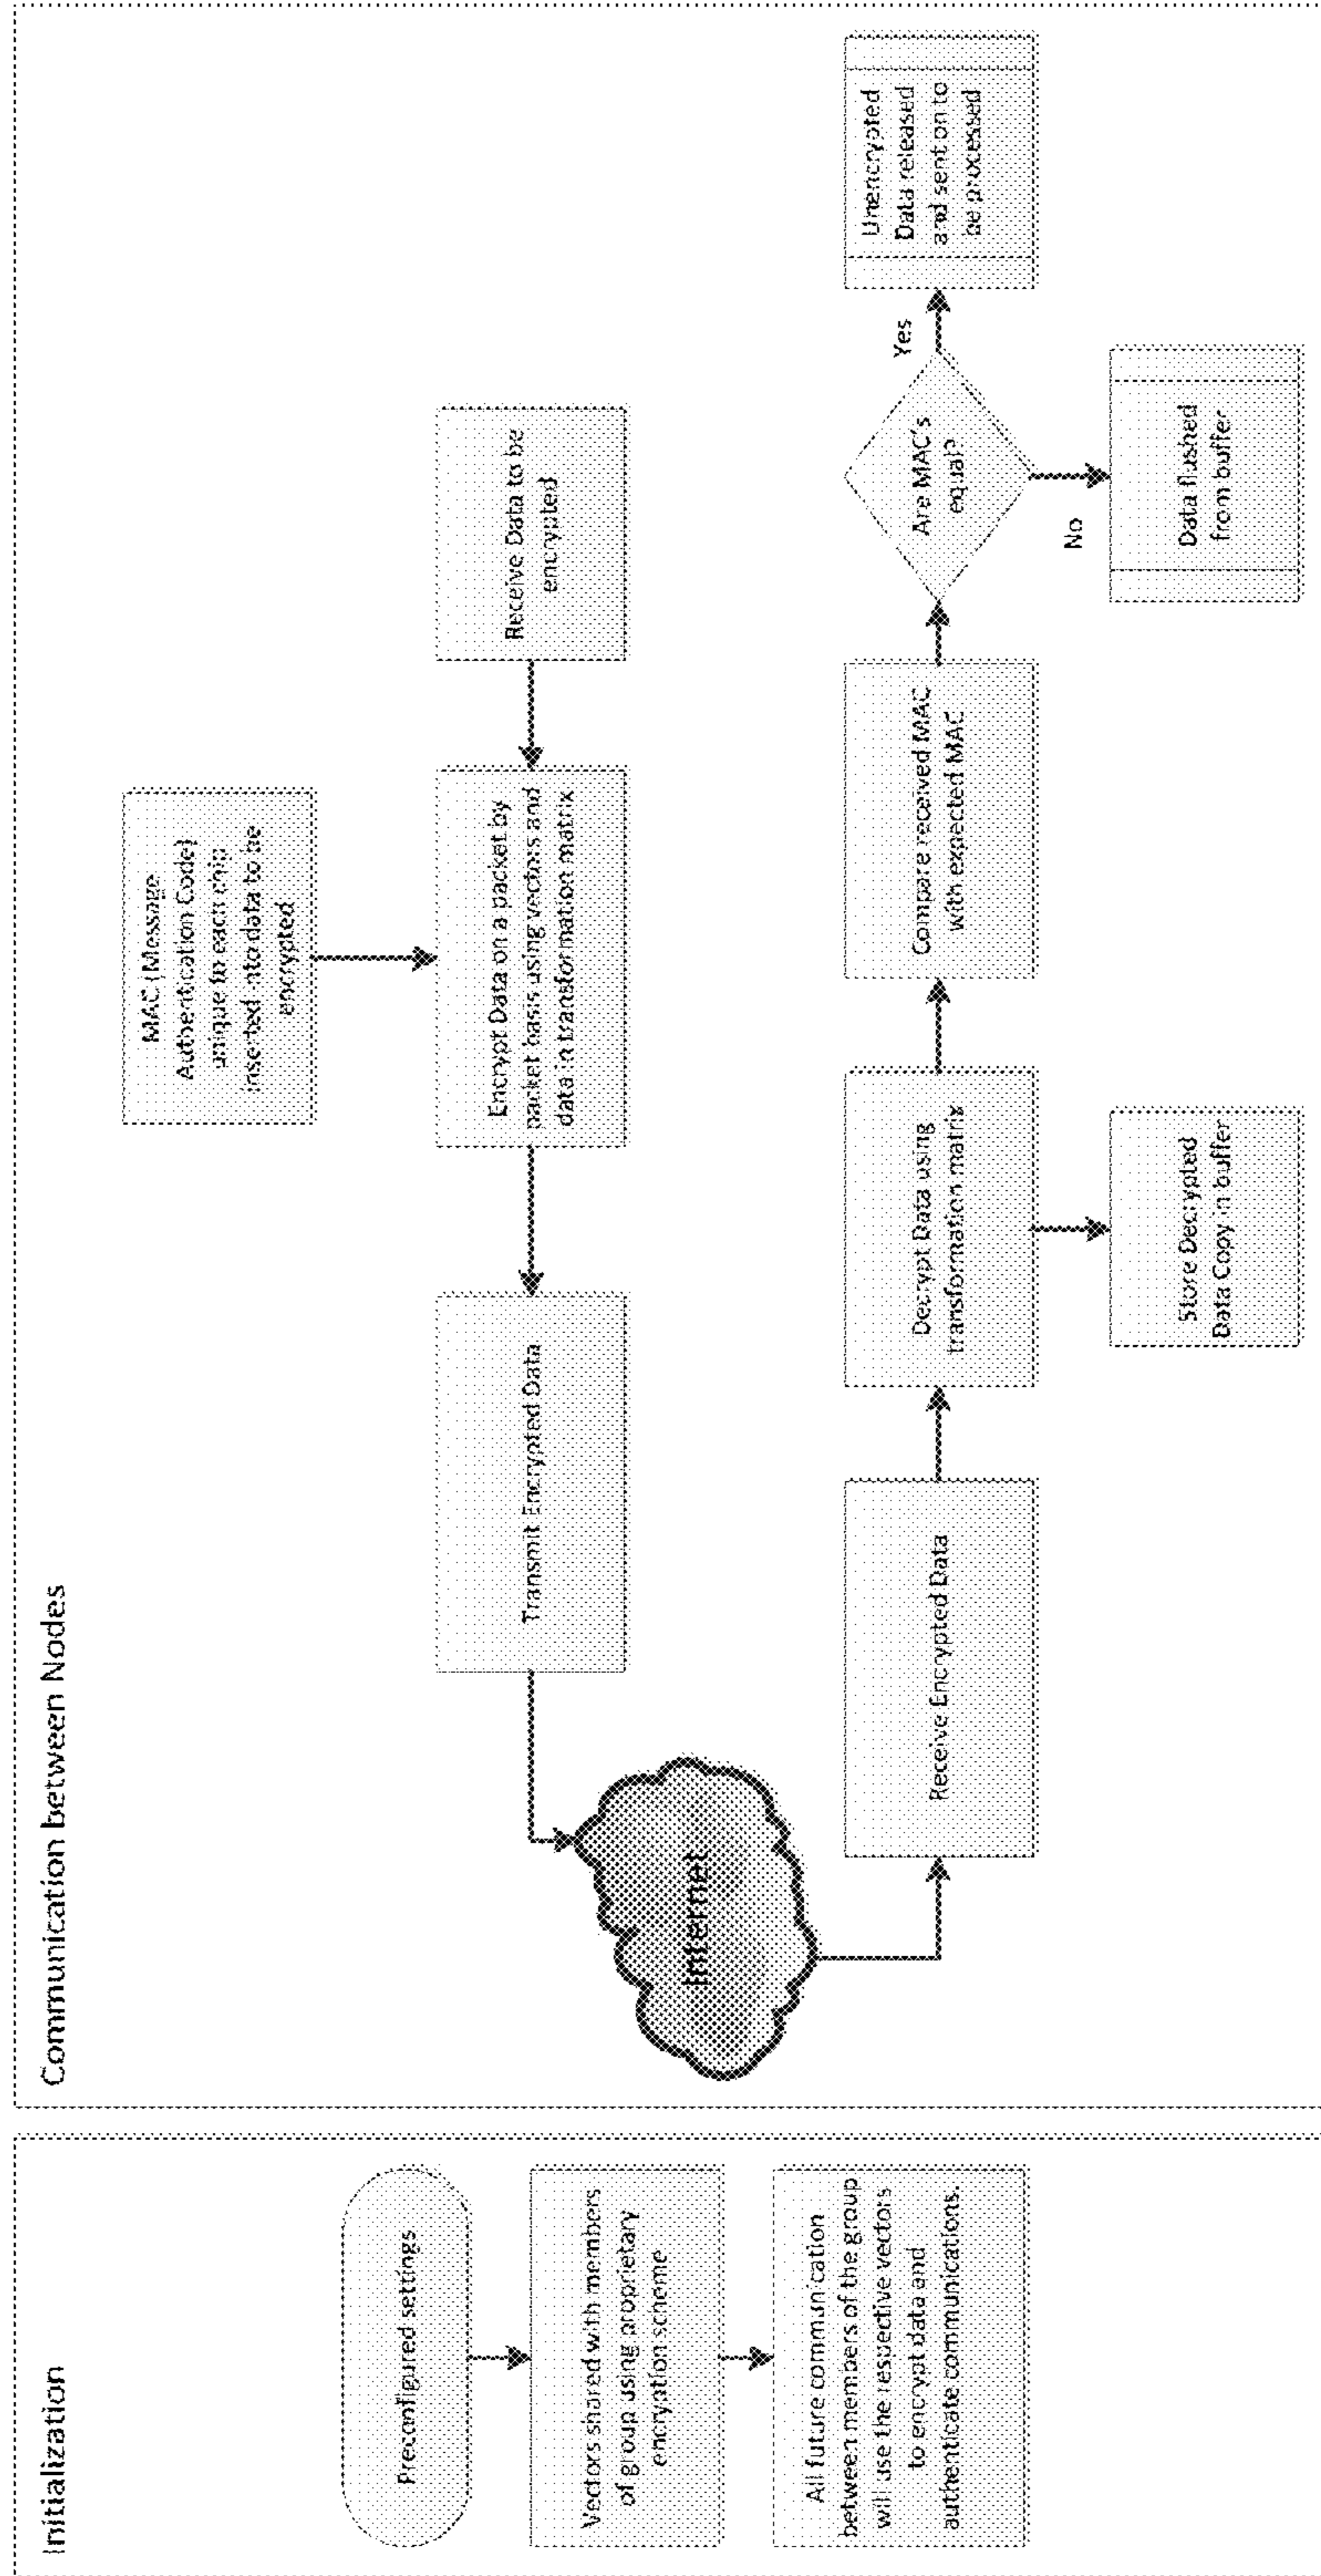 Initialization
Preconfigured settings
Vectors shared with members
of group using proprietary
encryption scheme
All future communication
between members of the group
will use the respective vectors
to encrypt data and
authenticate communications.
Communication between Nodes
MAC (Message
Authentication Code)
unique to each chip
inserted into data to be
encrypted
Receive Data to be
encrypted
Encrypt Data on a packet by
packet basis using vectors and
data in transformation matrix
Transmit Encrypted Data
Internet
Receive Encrypted Data
Decrypt Data using
transformation matrix
Store Decrypted
Data Copy in buffer
Compare received MAC
with expected MAC
Are MAC's
equal?
Yes
No
Unencrypted
Data released
and sent on to
be processed
Data flushed
from buffer